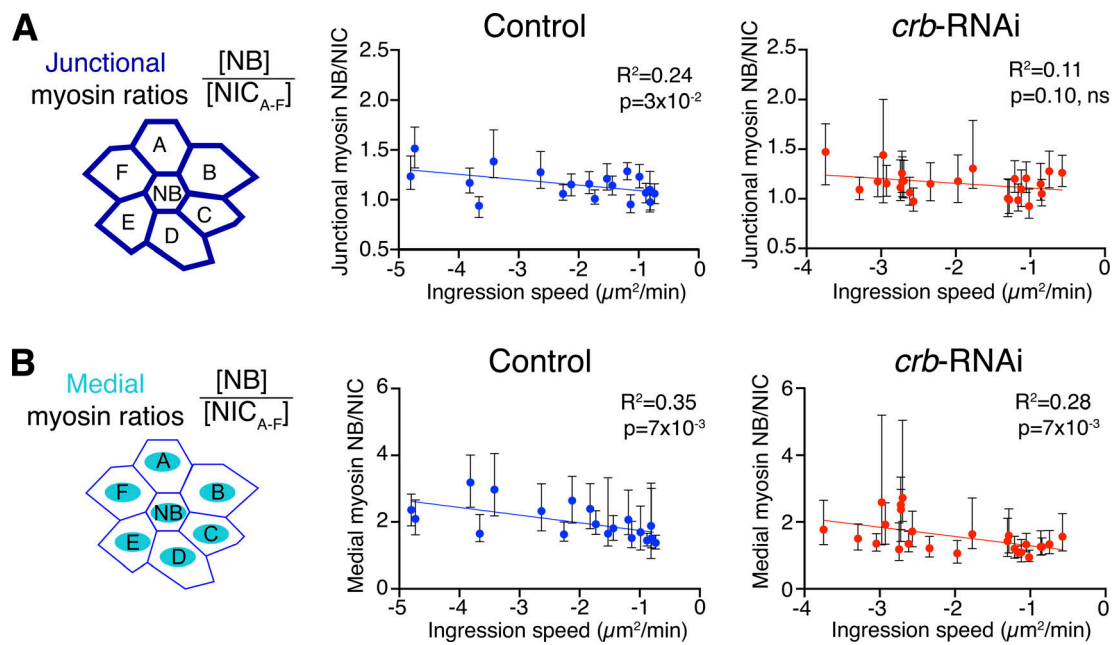 A
Junctional
myosin ratios
[NB]
[NIC A-F]
A
B
C
D
E
F
NB
Control
Junctional myosin NB/NIC
2.5
2.0
1.5
1.0
0.5
R²=0.24
p=3x10⁻²
-5 -4 -3 -2 -1 0
Ingression speed (µm²/min)
crb-RNAi
Junctional myosin NB/NIC
2.5
2.0
1.5
1.0
0.5
R²=0.11
p=0.10, ns
-4 -3 -2 -1 0
Ingression speed (µm²/min)
B
Medial
myosin ratios
[NB]
[NIC A-F]
A
B
C
D
E
F
NB
Control
Medial myosin NB/NIC
6
4
2
0
R²=0.35
p=7x10⁻³
-5 -4 -3 -2 -1 0
Ingression speed (µm²/min)
crb-RNAi
Medial myosin NB/NIC
6
4
2
0
R²=0.28
p=7x10⁻³
-4 -3 -2 -1 0
Ingression speed (µm²/min)